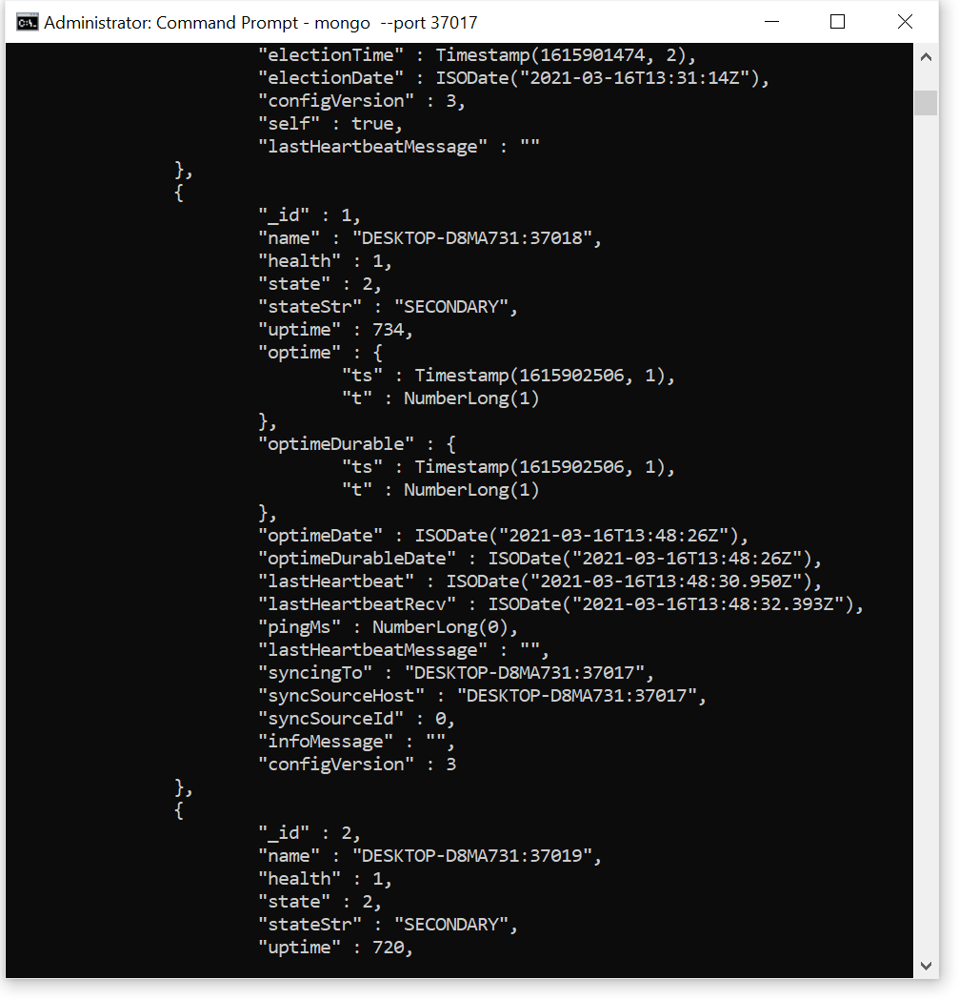 Administrator: Command Prompt - mongo  --port 37017
"electionTime" : Timestamp(1615901474, 2),
"electionDate" : ISODate("2021-03-16T13:31:14Z"),
"configVersion" : 3,
"self" : true,
"lastHeartbeatMessage" : ""
},
{
"_id" : 1,
"name" : "DESKTOP-D8MA731:37018",
"health" : 1,
"state" : 2,
"stateStr" : "SECONDARY",
"uptime" : 734,
"optime" : {
"ts" : Timestamp(1615902506, 1),
"t" : NumberLong(1)
},
"optimeDurable" : {
"ts" : Timestamp(1615902506, 1),
"t" : NumberLong(1)
},
"optimeDate" : ISODate("2021-03-16T13:48:26Z"),
"optimeDurableDate" : ISODate("2021-03-16T13:48:26Z"),
"lastHeartbeat" : ISODate("2021-03-16T13:48:30.950Z"),
"lastHeartbeatRecv" : ISODate("2021-03-16T13:48:32.393Z"),
"pingMs" : NumberLong(0),
"lastHeartbeatMessage" : "",
"syncingTo" : "DESKTOP-D8MA731:37017",
"syncSourceHost" : "DESKTOP-D8MA731:37017",
"syncSourceId" : 0,
"infoMessage" : "",
"configVersion" : 3
},
{
"_id" : 2,
"name" : "DESKTOP-D8MA731:37019",
"health" : 1,
"state" : 2,
"stateStr" : "SECONDARY",
"uptime" : 720,